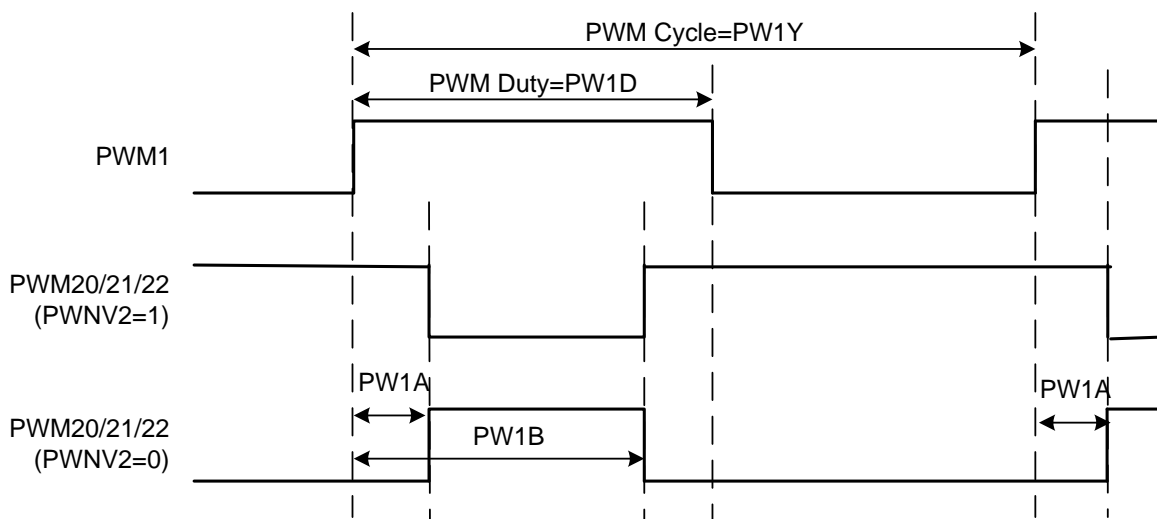 PWM Cycle=PW1Y
PWM Duty=PW1D
PWM1
PWM20/21/22
(PWNV2=1)
PW1A
PW1A
PWM20/21/22
(PWNV2=0)
PW1B